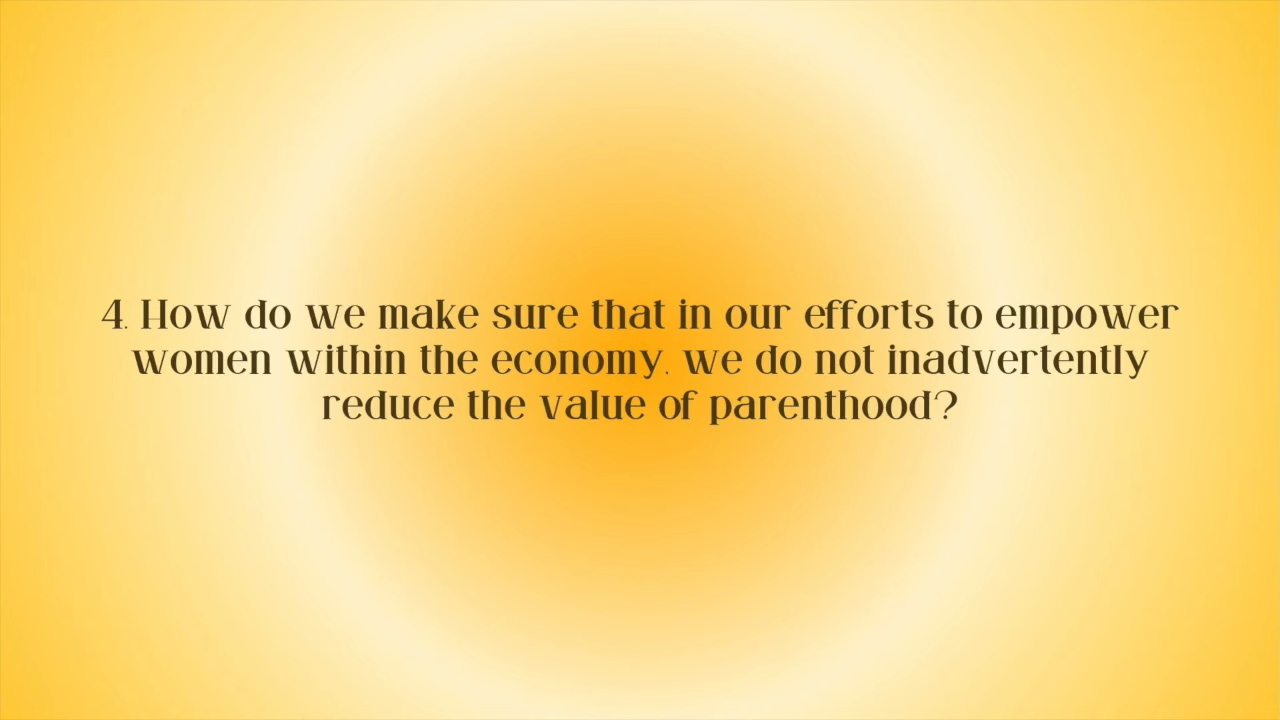 4. How do we make sure that in our efforts to empower
women within the economy, we do not inadvertently
reduce the value of parenthood?